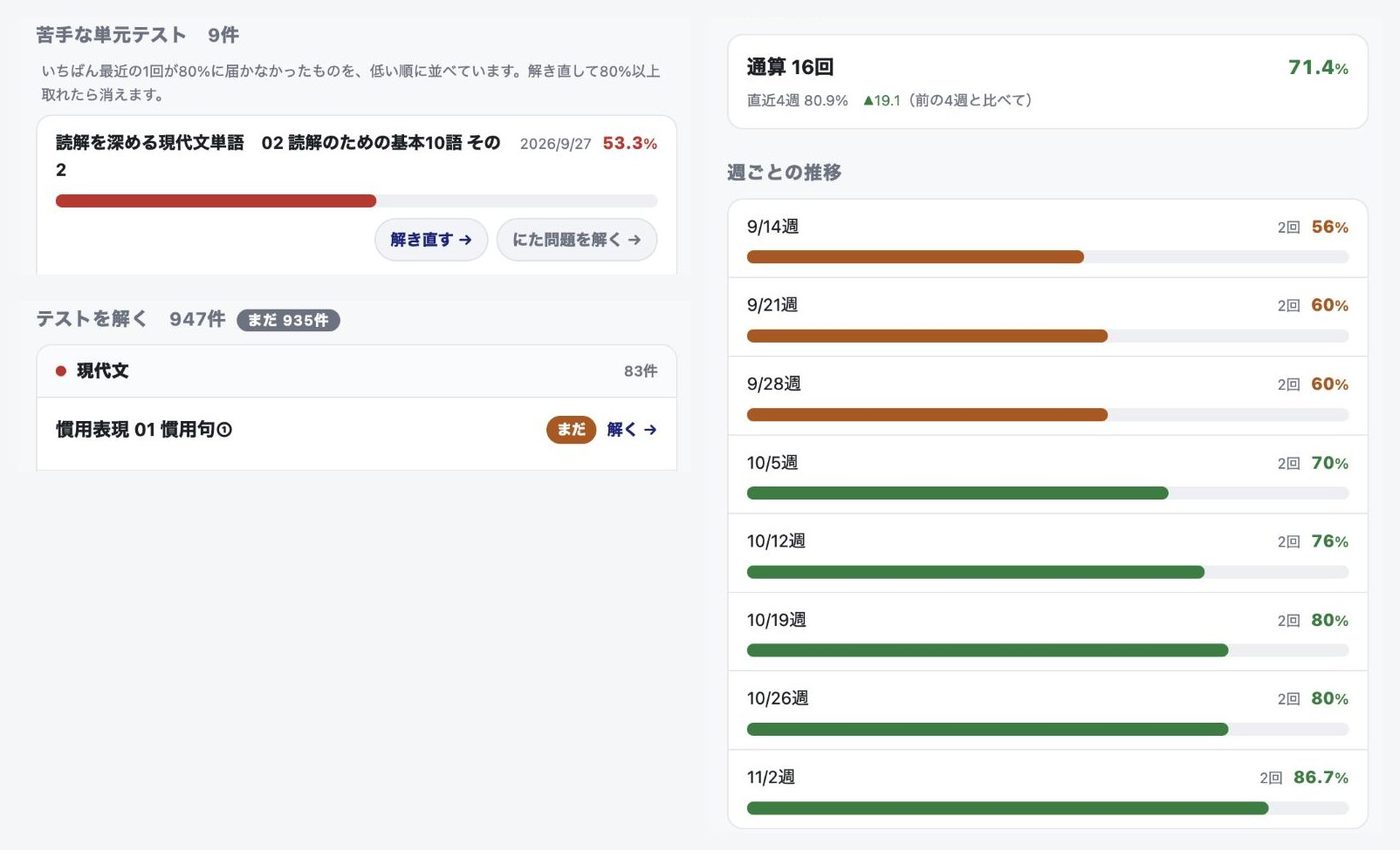 苦手な単元テスト 9件
いちばん最近の1回が80%に届かなかったものを、低い順に並べています。解き直して80%以上
取れたら消えます。
読解を深める現代文単語 02 読解のための基本10語 その 2026/9/27 53.3%
2
解き直す → にた問題を解く →
テストを解く 947件 まだ 935件
現代文 83件
慣用表現 01 慣用句① まだ 解く →
通算 16回 71.4%
直近4週 80.9% ▲19.1（前の4週と比べて）
週ごとの推移
9/14週 2回 56%
9/21週 2回 60%
9/28週 2回 60%
10/5週 2回 70%
10/12週 2回 76%
10/19週 2回 80%
10/26週 2回 80%
11/2週 2回 86.7%